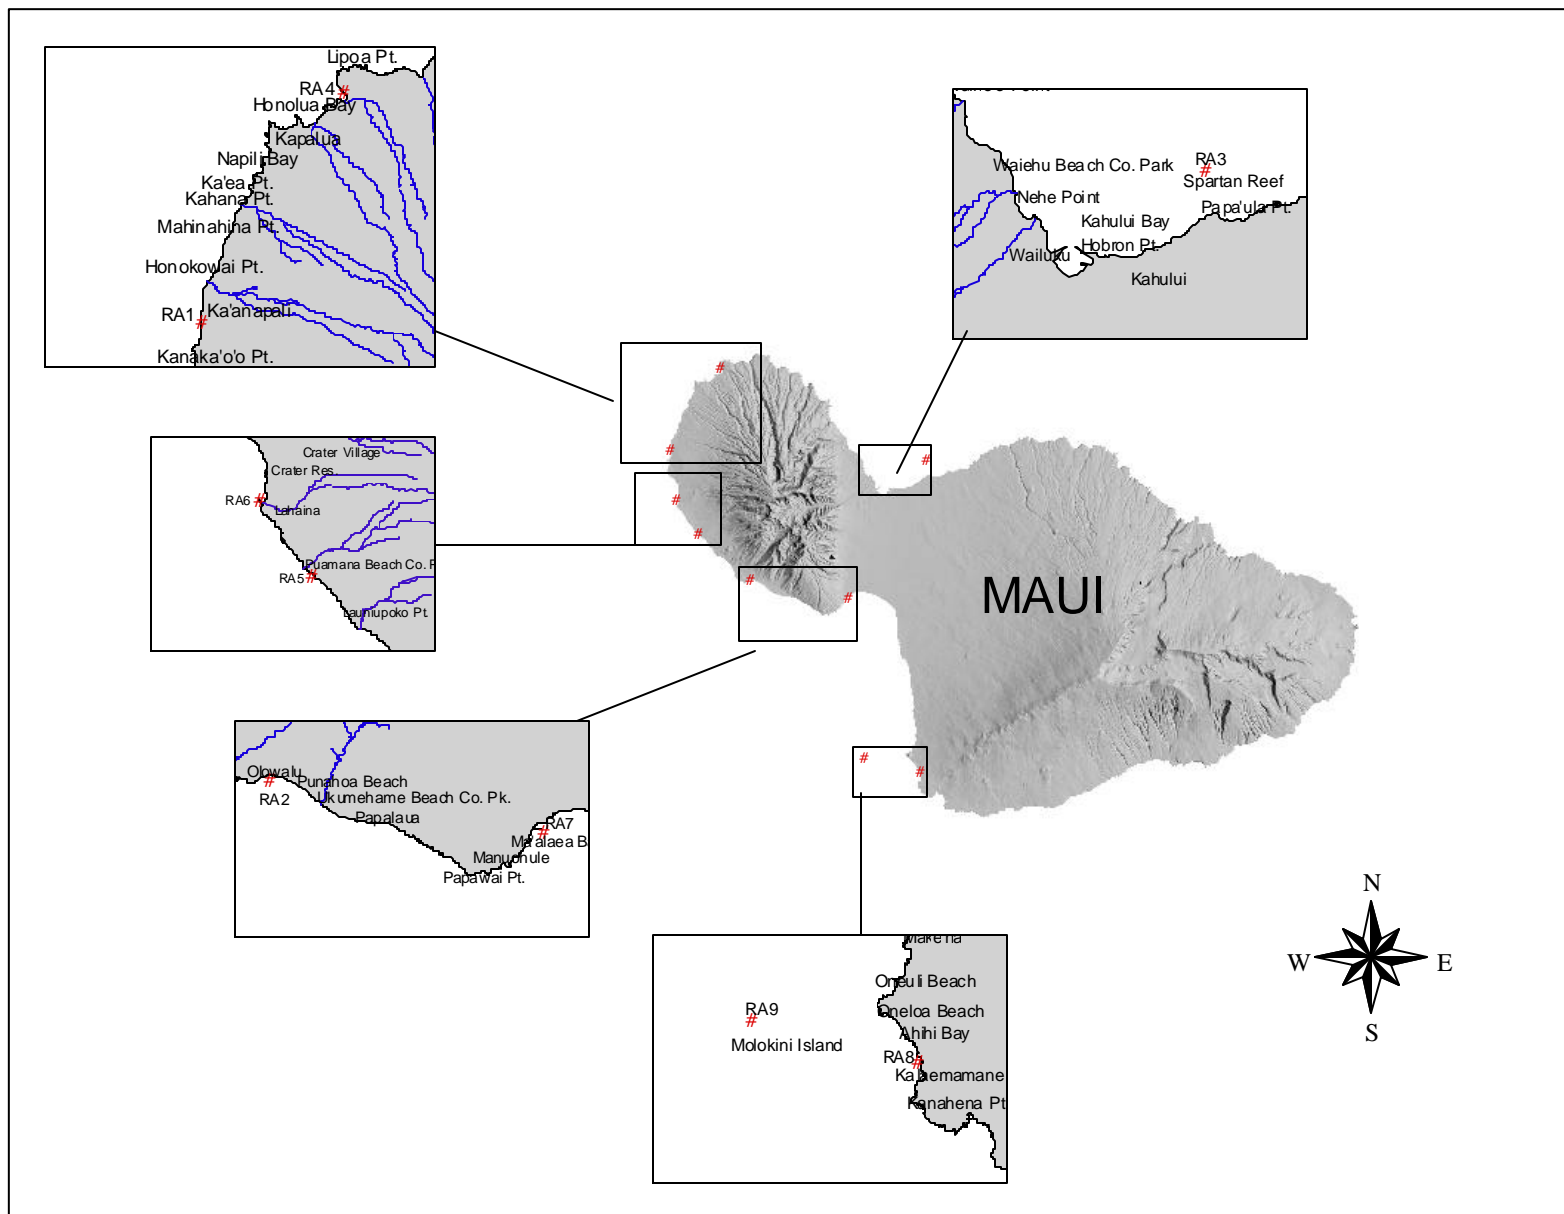 Lipoa Pt.
RA4
#
Honolua Bay
Kapalua
Napili Bay
Ka'ea Pt.
Kahana Pt.
Mahinahina Pt.
Honokowai Pt.
RA1
#
Ka'anapali
Kanaka'o'o Pt.
Waiehu Beach Co. Park
RA3
#
Spartan Reef
Nehe Point
Papa'ula Pt.
Kahului Bay
Hobron Pt.
Wailuku
Kahului
#
#
#
#
#
#
#
#
#
MAUI
Crater Village
Crater Res.
RA6
#
Lahaina
Puamana Beach Co. P
RA5
#
Launiupoko Pt.
Olowalu
#
Punahoa Beach
RA2
Ukumehame Beach Co. Pk.
Papalaua
RA7
#
Ma'alaea B
Manuohule
Papawai Pt.
Makena
Oneuli Beach
RA9
#
Oneloa Beach
Molokini Island
Ahihi Bay
RA8
#
Kalaemamane
Kanahena Pt
N
W
E
S